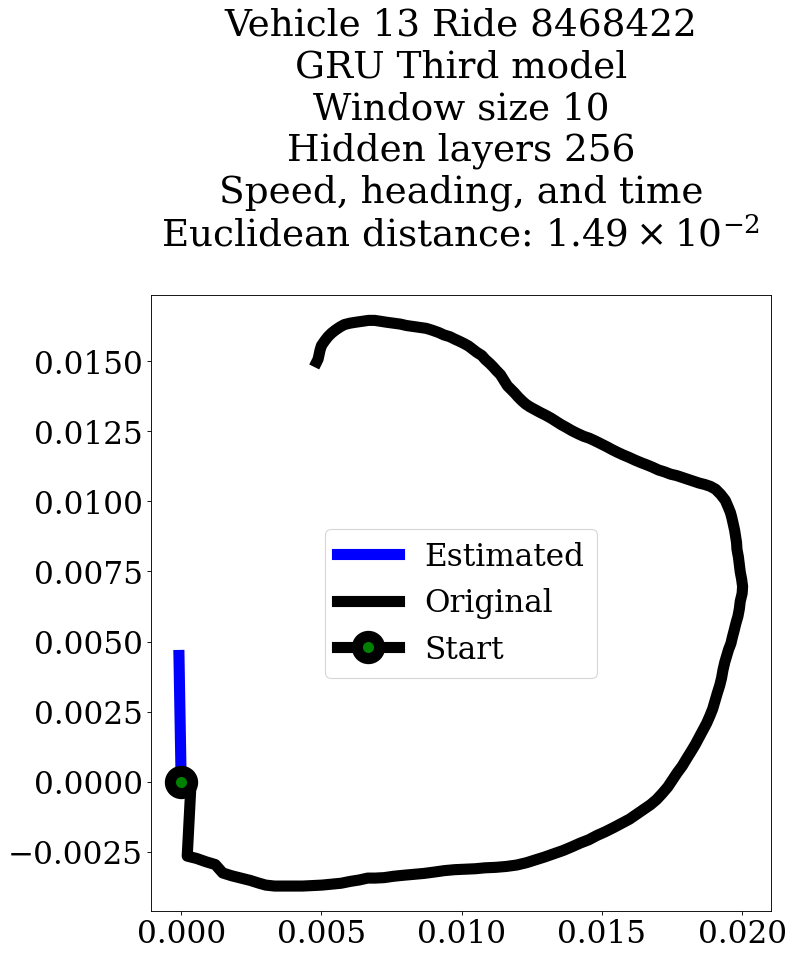 Vehicle 13 Ride 8468422
GRU Third model
Window size 10
Hidden layers 256
Speed, heading, and time
Euclidean distance: 1.49 × 10⁻²
0.0150
0.0125
0.0100
0.0075
0.0050
0.0025
0.0000
−0.0025
Estimated
Original
Start
0.000 0.005 0.010 0.015 0.020